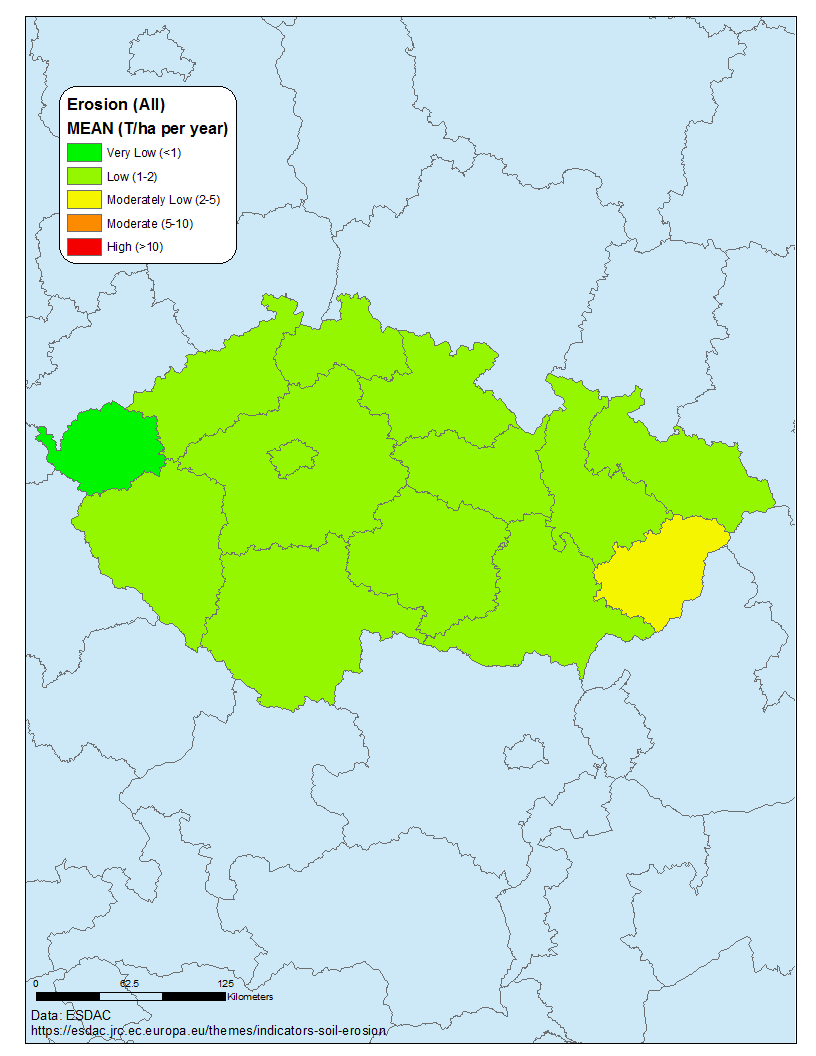 Erosion (All)
MEAN (T/ha per year)
Very Low (<1)
Low (1-2)
Moderately Low (2-5)
Moderate (5-10)
High (>10)
0 62.5 125
Kilometers
Data: ESDAC
https://esdac.jrc.ec.europa.eu/themes/indicators-soil-erosion/